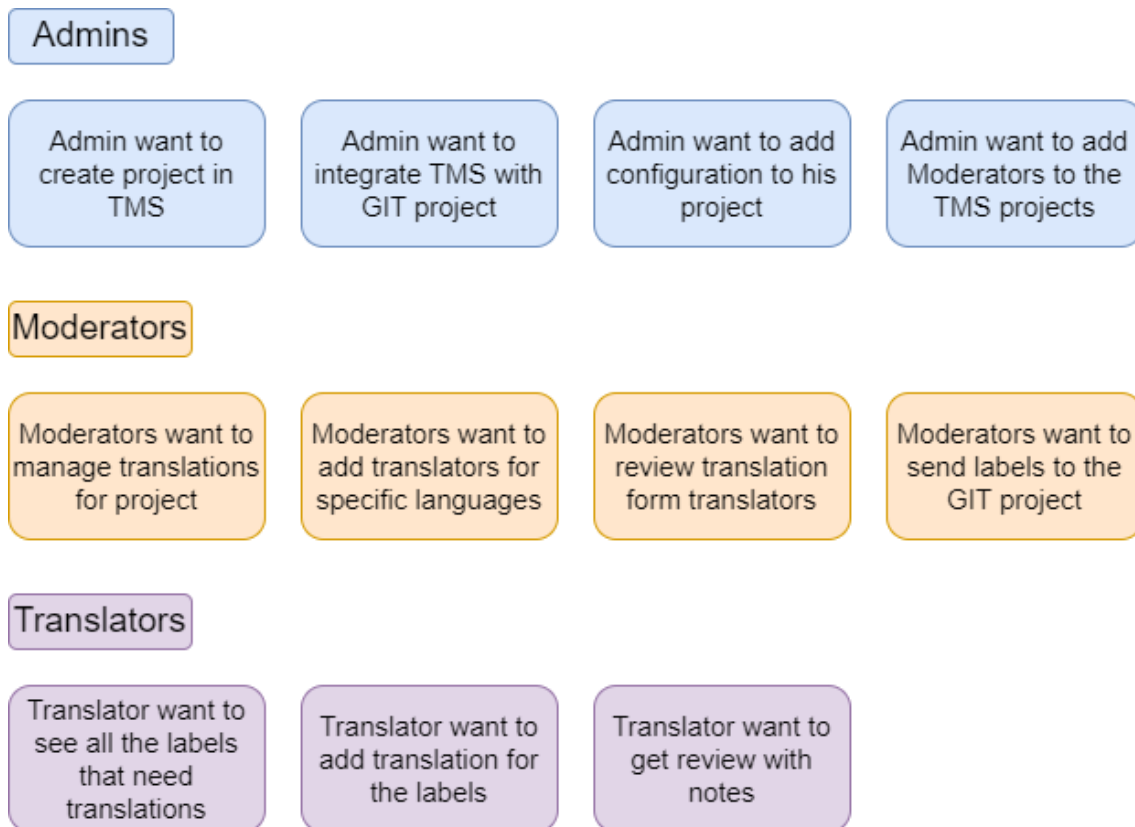 Admins
Admin want to
create project in
TMS
Admin want to
integrate TMS with
GIT project
Admin want to add
configuration to his
project
Admin want to add
Moderators to the
TMS projects
Moderators
Moderators want to
manage translations
for project
Moderators want to
add translators for
specific languages
Moderators want to
review translation
form translators
Moderators want to
send labels to the
GIT project
Translators
Translator want to
see all the labels
that need
translations
Translator want to
add translation for
the labels
Translator want to
get review with
notes